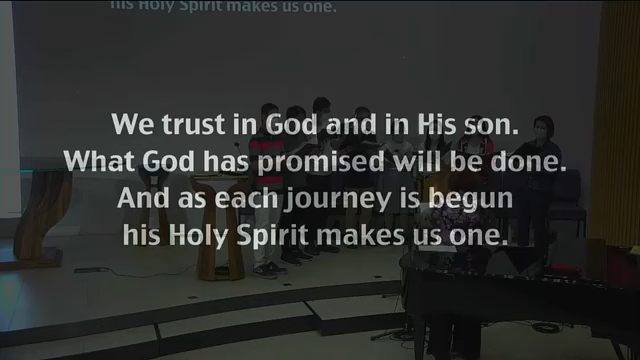 his Holy Spirit makes us one.
We trust in God and in His son.
What God has promised will be done.
And as each journey is begun
his Holy Spirit makes us one.